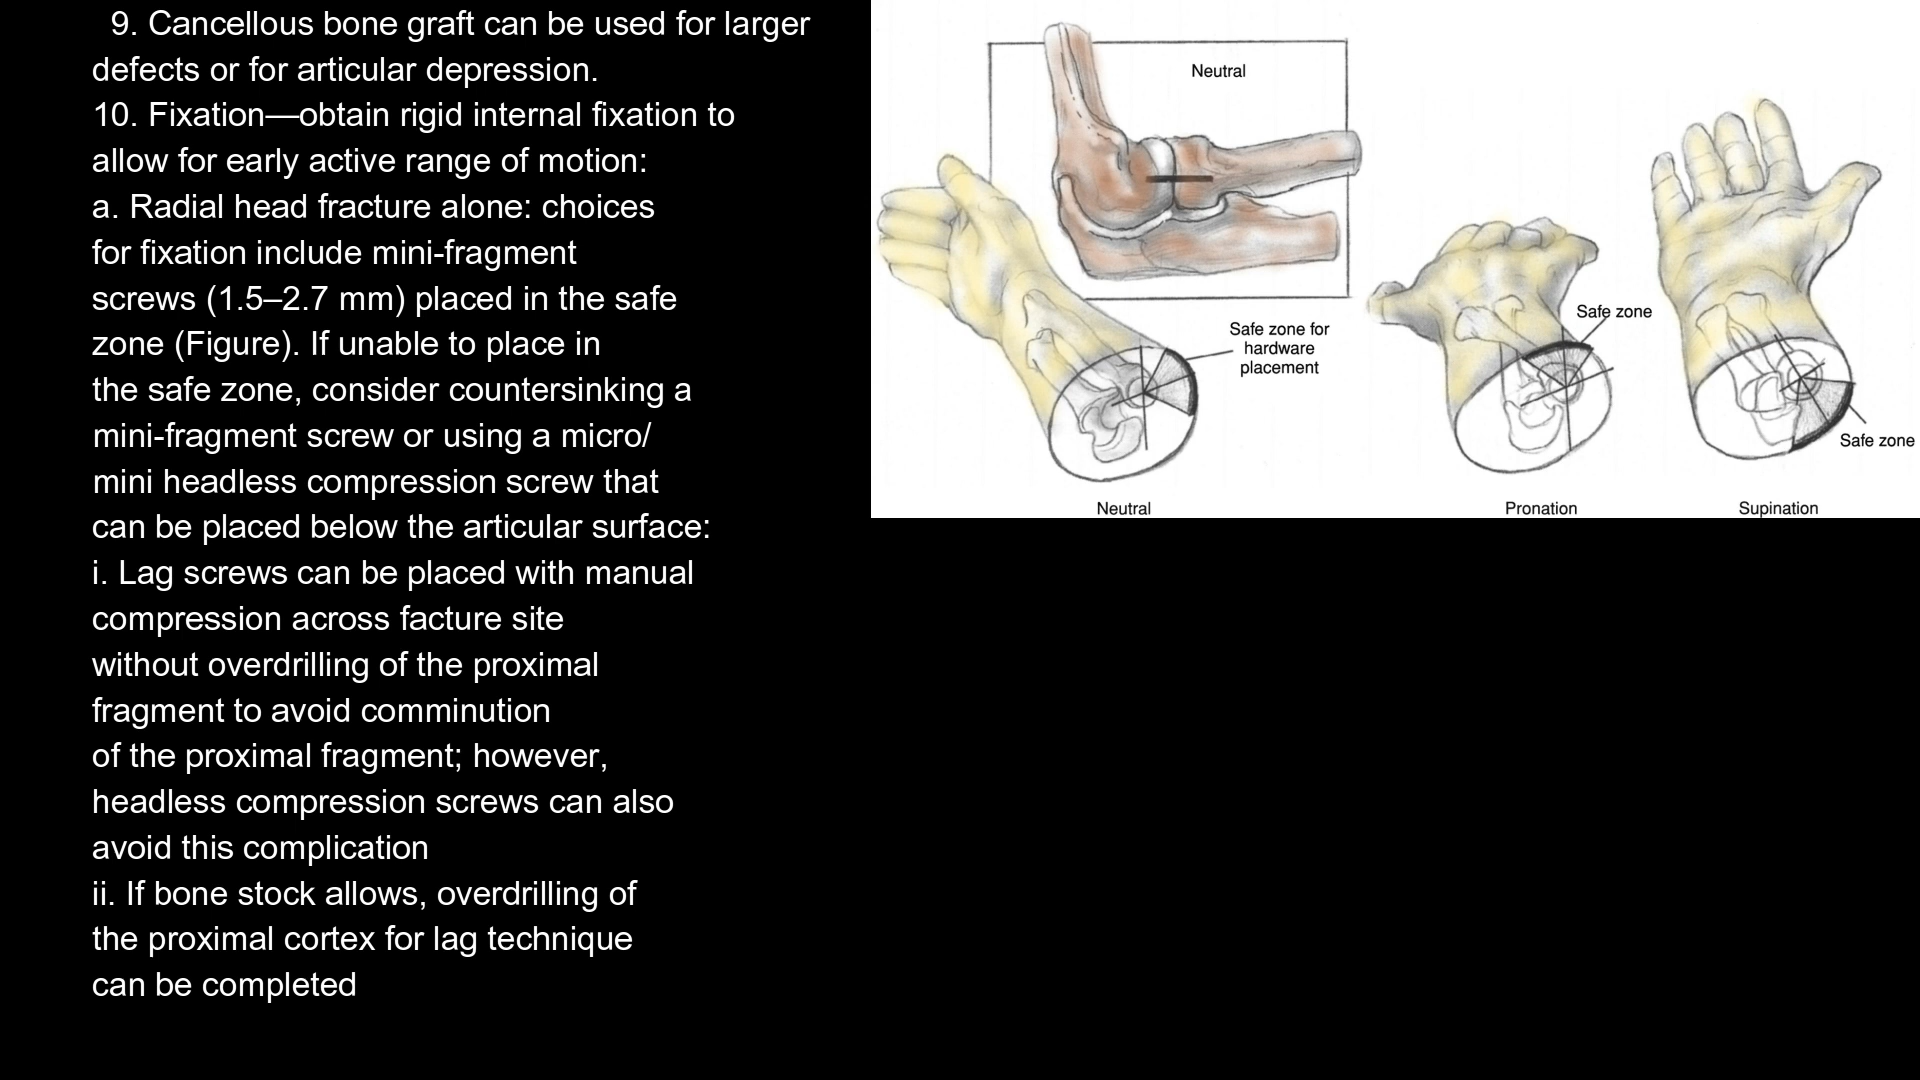 9. Cancellous bone graft can be used for larger
defects or for articular depression.
10. Fixation—obtain rigid internal fixation to
allow for early active range of motion:
a. Radial head fracture alone: choices
for fixation include mini-fragment
screws (1.5–2.7 mm) placed in the safe
zone (Figure). If unable to place in
the safe zone, consider countersinking a
mini-fragment screw or using a micro/
mini headless compression screw that
can be placed below the articular surface:
i. Lag screws can be placed with manual
compression across facture site
without overdrilling of the proximal
fragment to avoid comminution
of the proximal fragment; however,
headless compression screws can also
avoid this complication
ii. If bone stock allows, overdrilling of
the proximal cortex for lag technique
can be completed
Neutral
Safe zone for
hardware
placement
Safe zone
Safe zone
Neutral
Pronation
Supination